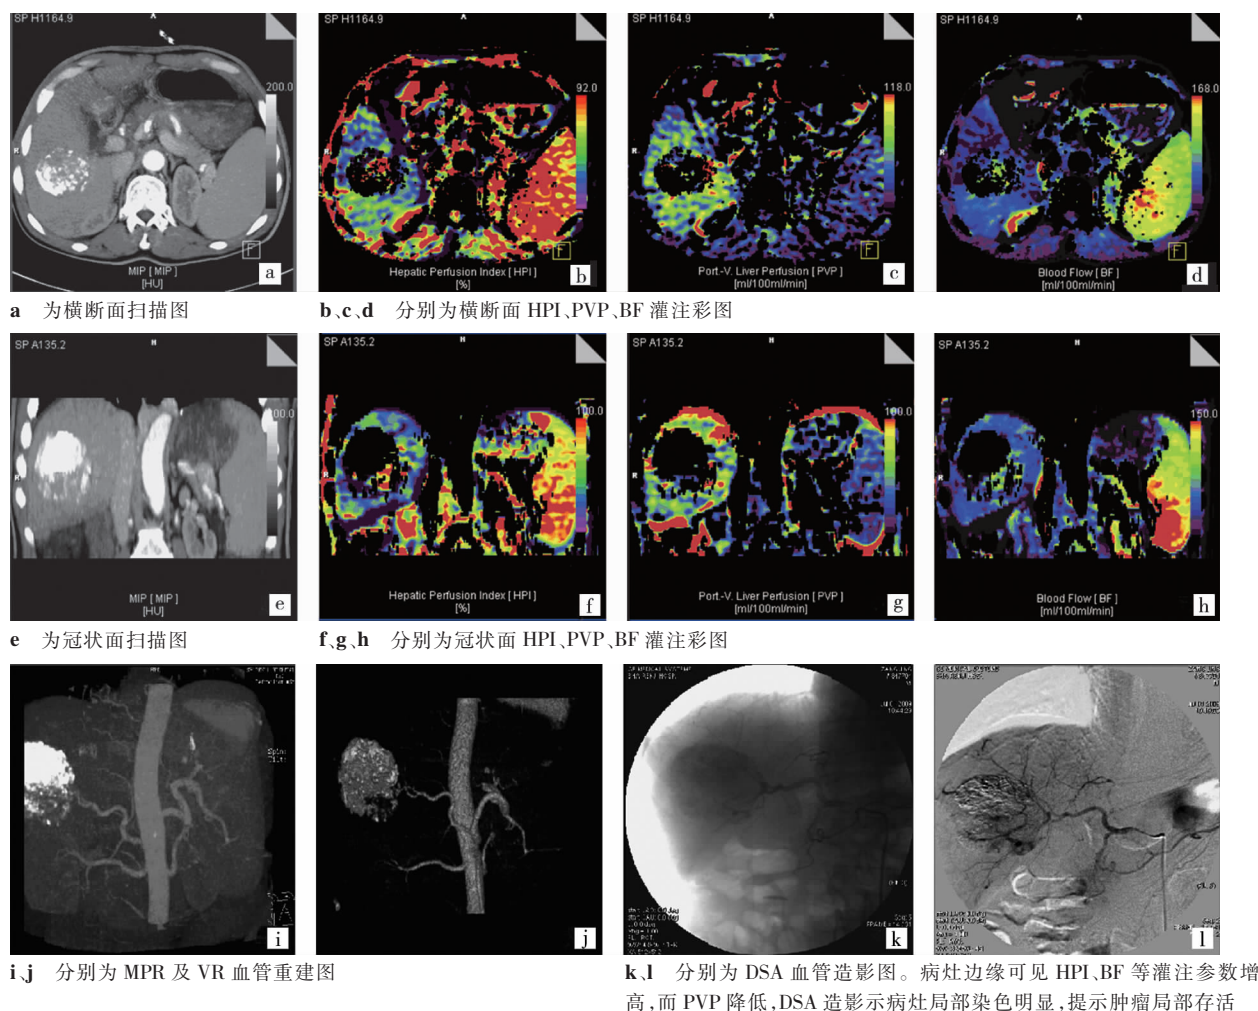 SP H1164.9
A
R
200.0
F
MIP [ MIP ]
[HU]
a
SP H1164.9
A
R
92.0
F
Hepatic Perfusion Index [ HPI ]
[%]
b
SP H1164.9
A
R
118.0
F
Port.-V. Liver Perfusion [ PVP ]
[ml/100ml/min]
c
SP H1164.9
A
R
168.0
Blood Flow [ BF ]
[ml/100ml/min]
d
a 为横断面扫描图
b、c、d 分别为横断面 HPI、PVP、BF 灌注彩图
SP A135.2
H
R
MIP [ MIP ]
[HU]
e
SP A135.2
H
R
100.0
Hepatic Perfusion Index [ HPI ]
[%]
f
SP A135.2
H
R
Port.-V. Liver Perfusion [ PVP ]
[ml/100ml/min]
g
SP A135.2
H
R
150.0
Blood Flow [ BF ]
[ml/100ml/min]
h
e 为冠状面扫描图
f、g、h 分别为冠状面 HPI、PVP、BF 灌注彩图
i
j
k
l
i、j 分别为 MPR 及 VR 血管重建图
k、l 分别为 DSA 血管造影图。病灶边缘可见 HPI、BF 等灌注参数增
高,而 PVP 降低,DSA 造影示病灶局部染色明显,提示肿瘤局部存活